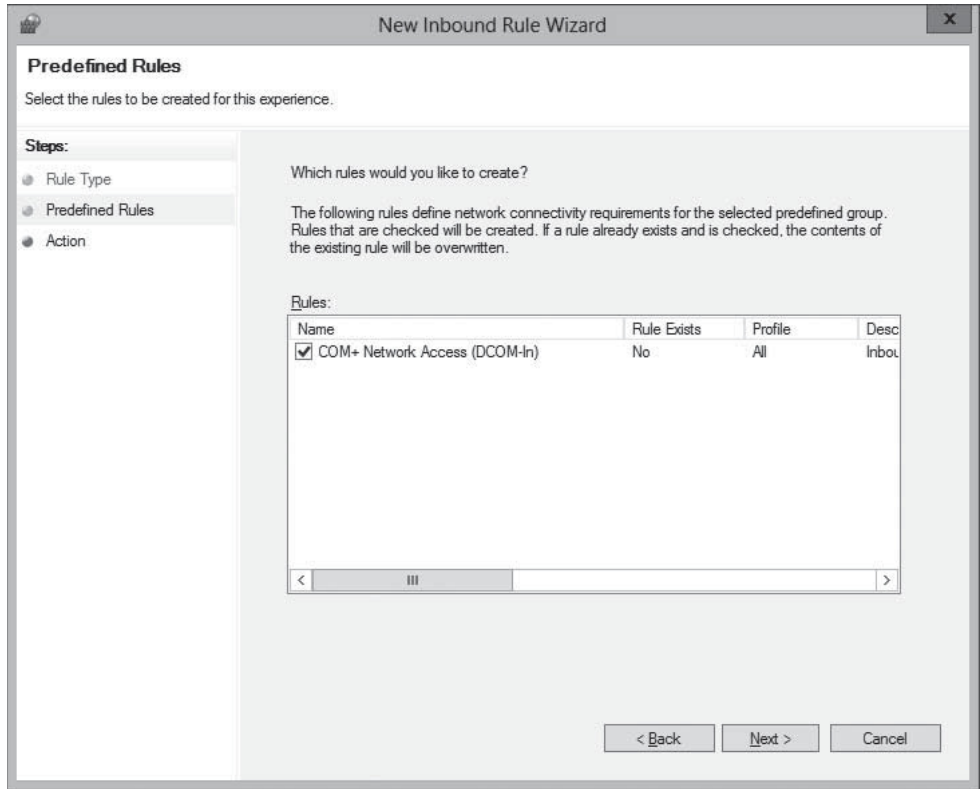 New Inbound Rule Wizard
x
Predefined Rules
Select the rules to be created for this experience.
Steps:
Rule Type
Predefined Rules
Action
Which rules would you like to create?
The following rules define network connectivity requirements for the selected predefined group.
Rules that are checked will be created. If a rule already exists and is checked, the contents of
the existing rule will be overwritten.
Rules:
Name Rule Exists Profile Desc
COM+ Network Access (DCOM-In) No All Inbou
< Back Next > Cancel